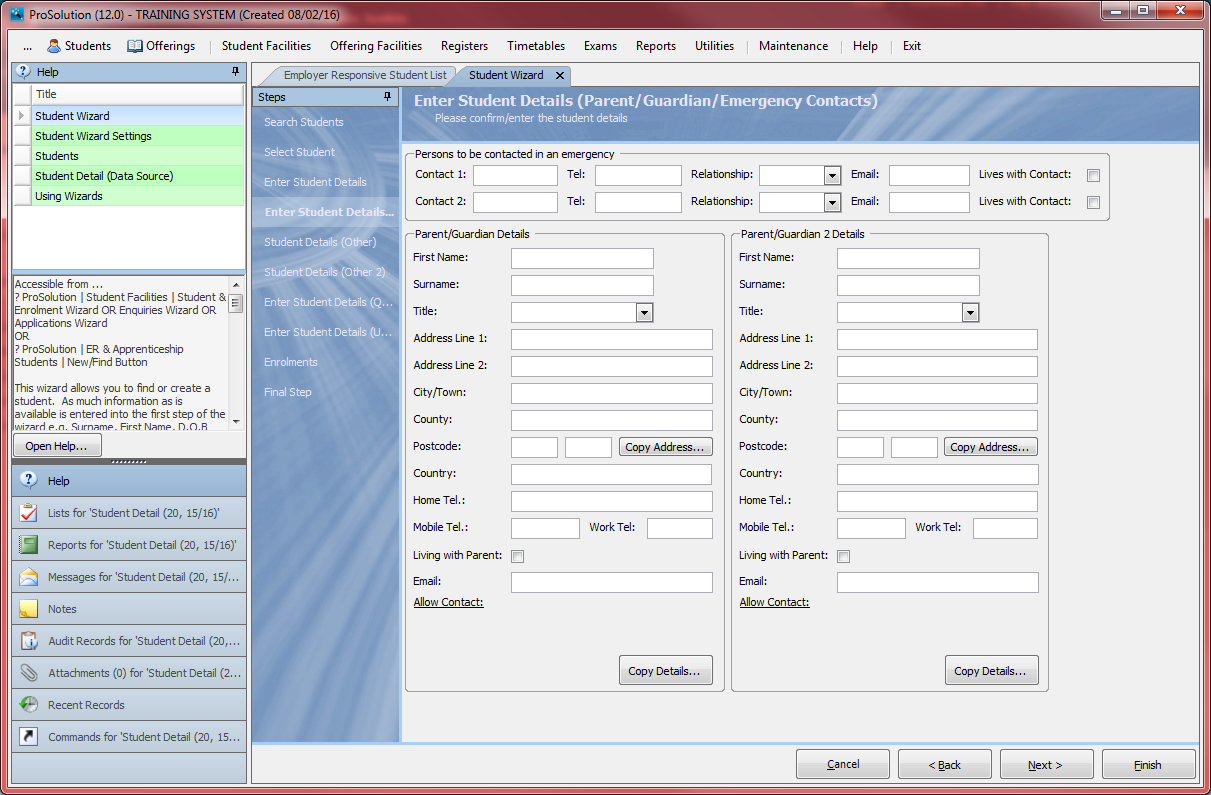 ProSolution (12.0) - TRAINING SYSTEM (Created 08/02/16)
... Students Offerings Student Facilities Offering Facilities Registers Timetables Exams Reports Utilities Maintenance Help Exit
Help
Title
Student Wizard
Student Wizard Settings
Students
Student Detail (Data Source)
Using Wizards
Accessible from ...
? ProSolution | Student Facilities | Student &
Enrolment Wizard OR Enquiries Wizard OR
Applications Wizard
OR
? ProSolution | ER & Apprenticeship
Students | New/Find Button
This wizard allows you to find or create a
student. As much information as is
available is entered into the first step of the
wizard e.g. Surname, First Name, D.O.B
Open Help...
Help
Lists for 'Student Detail (20, 15/16)'
Reports for 'Student Detail (20, 15/16)'
Messages for 'Student Detail (20, 15/...
Notes
Audit Records for 'Student Detail (20,...
Attachments (0) for 'Student Detail (2...
Recent Records
Commands for 'Student Detail (20, 15...
Employer Responsive Student List Student Wizard
Steps
Search Students
Select Student
Enter Student Details
Enter Student Details...
Student Details (Other)
Student Details (Other 2)
Enter Student Details (Q...
Enter Student Details (U...
Enrolments
Final Step
Enter Student Details (Parent/Guardian/Emergency Contacts)
Please confirm/enter the student details
Persons to be contacted in an emergency
Contact 1: Tel: Relationship: Email: Lives with Contact:
Contact 2: Tel: Relationship: Email: Lives with Contact:
Parent/Guardian Details
First Name:
Surname:
Title:
Address Line 1:
Address Line 2:
City/Town:
County:
Postcode: Copy Address...
Country:
Home Tel.:
Mobile Tel.: Work Tel:
Living with Parent:
Email:
Allow Contact:
Copy Details...
Parent/Guardian 2 Details
First Name:
Surname:
Title:
Address Line 1:
Address Line 2:
City/Town:
County:
Postcode: Copy Address...
Country:
Home Tel.:
Mobile Tel.: Work Tel:
Living with Parent:
Email:
Allow Contact:
Copy Details...
Cancel < Back Next > Finish